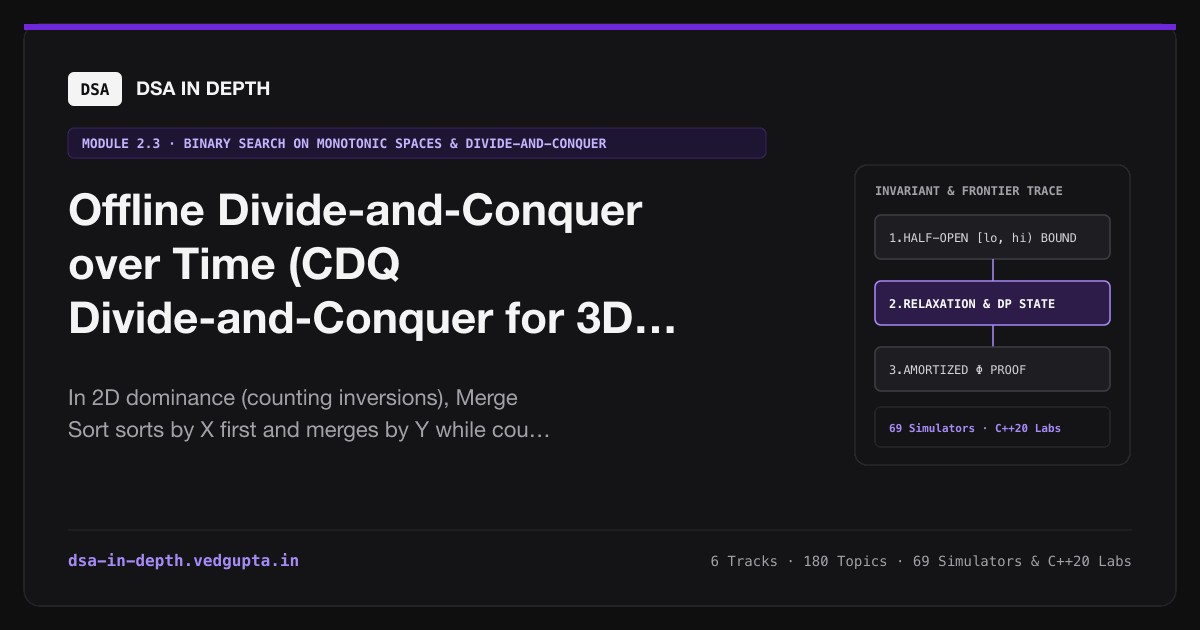 DSA DSA IN DEPTH
MODULE 2.3 · BINARY SEARCH ON MONOTONIC SPACES & DIVIDE–AND–CONQUER
Offline Divide-and-Conquer
over Time (CDQ
Divide-and-Conquer for 3D...
In 2D dominance (counting inversions), Merge
Sort sorts by X first and merges by Y while cou...
INVARIANT & FRONTIER TRACE
1.HALF–OPEN [lo, hi) BOUND
2.RELAXATION & DP STATE
3.AMORTIZED Φ PROOF
69 Simulators · C++20 Labs
dsa–in–depth.vedgupta.in
6 Tracks · 180 Topics · 69 Simulators & C++20 Labs